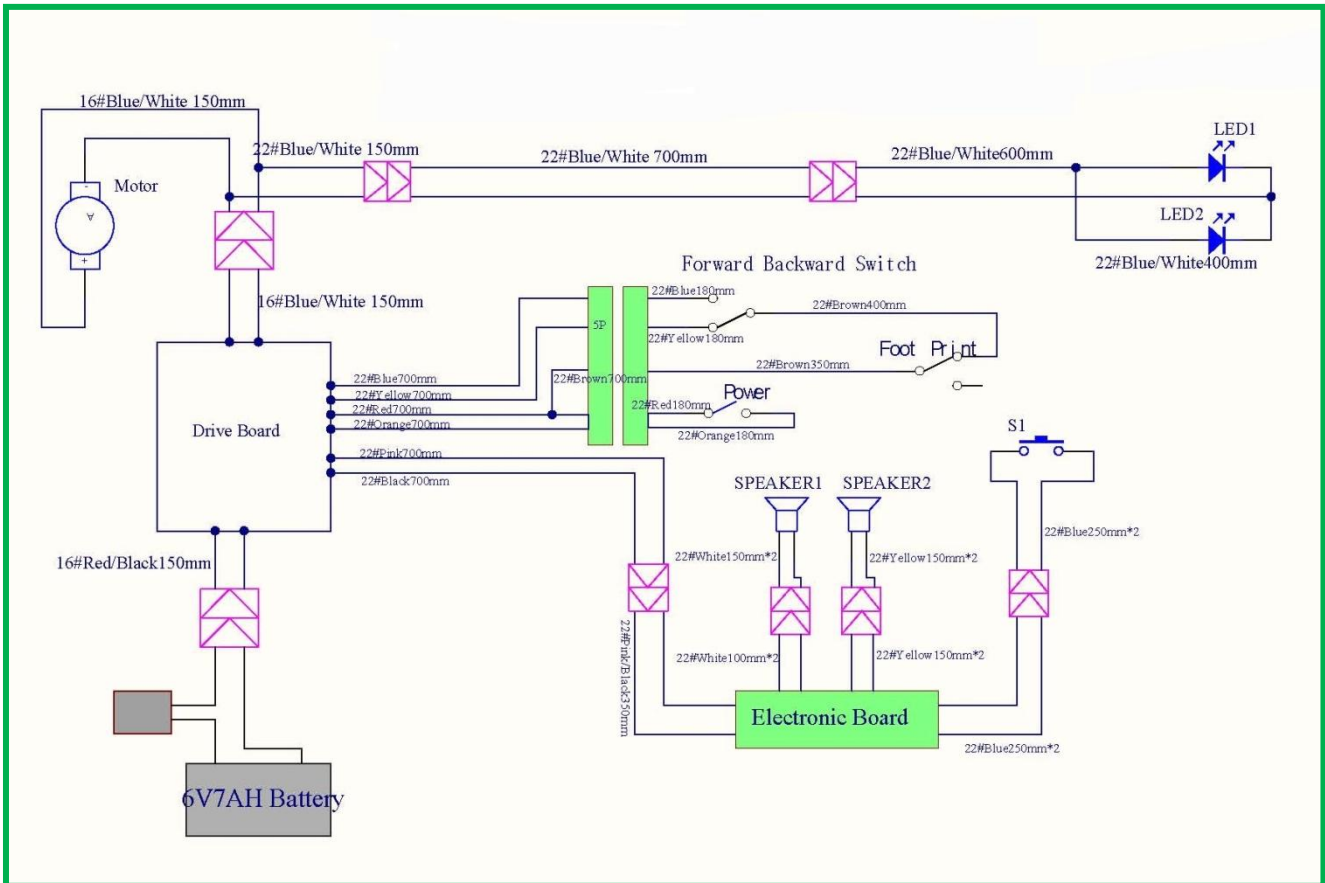 16#Blue/White 150mm
LED1
22#Blue/White 150mm
22#Blue/White 700mm
22#Blue/White600mm
-
Motor
A
+
LED2
22#Blue/White400mm
Forward Backward Switch
16#Blue/White 150mm
22#Blue180mm
22#Brown400mm
5P
22#Yellow180mm
Foot Print
22#Brown350mm
22#Blue700mm
22#Brown700mm
22#Yellow700mm
Power
22#Red700mm
22#Red180mm
Drive Board
22#Orange700mm
22#Orange180mm
S1
22#Pink700mm
22#Black700mm
SPEAKER1
SPEAKER2
22#Blue250mm*2
16#Red/Black150mm
22#White150mm*2
22#Yellow150mm*2
22#Pink/Black350mm
22#White100mm*2
22#Yellow150mm*2
Electronic Board
22#Blue250mm*2
6V7AH Battery